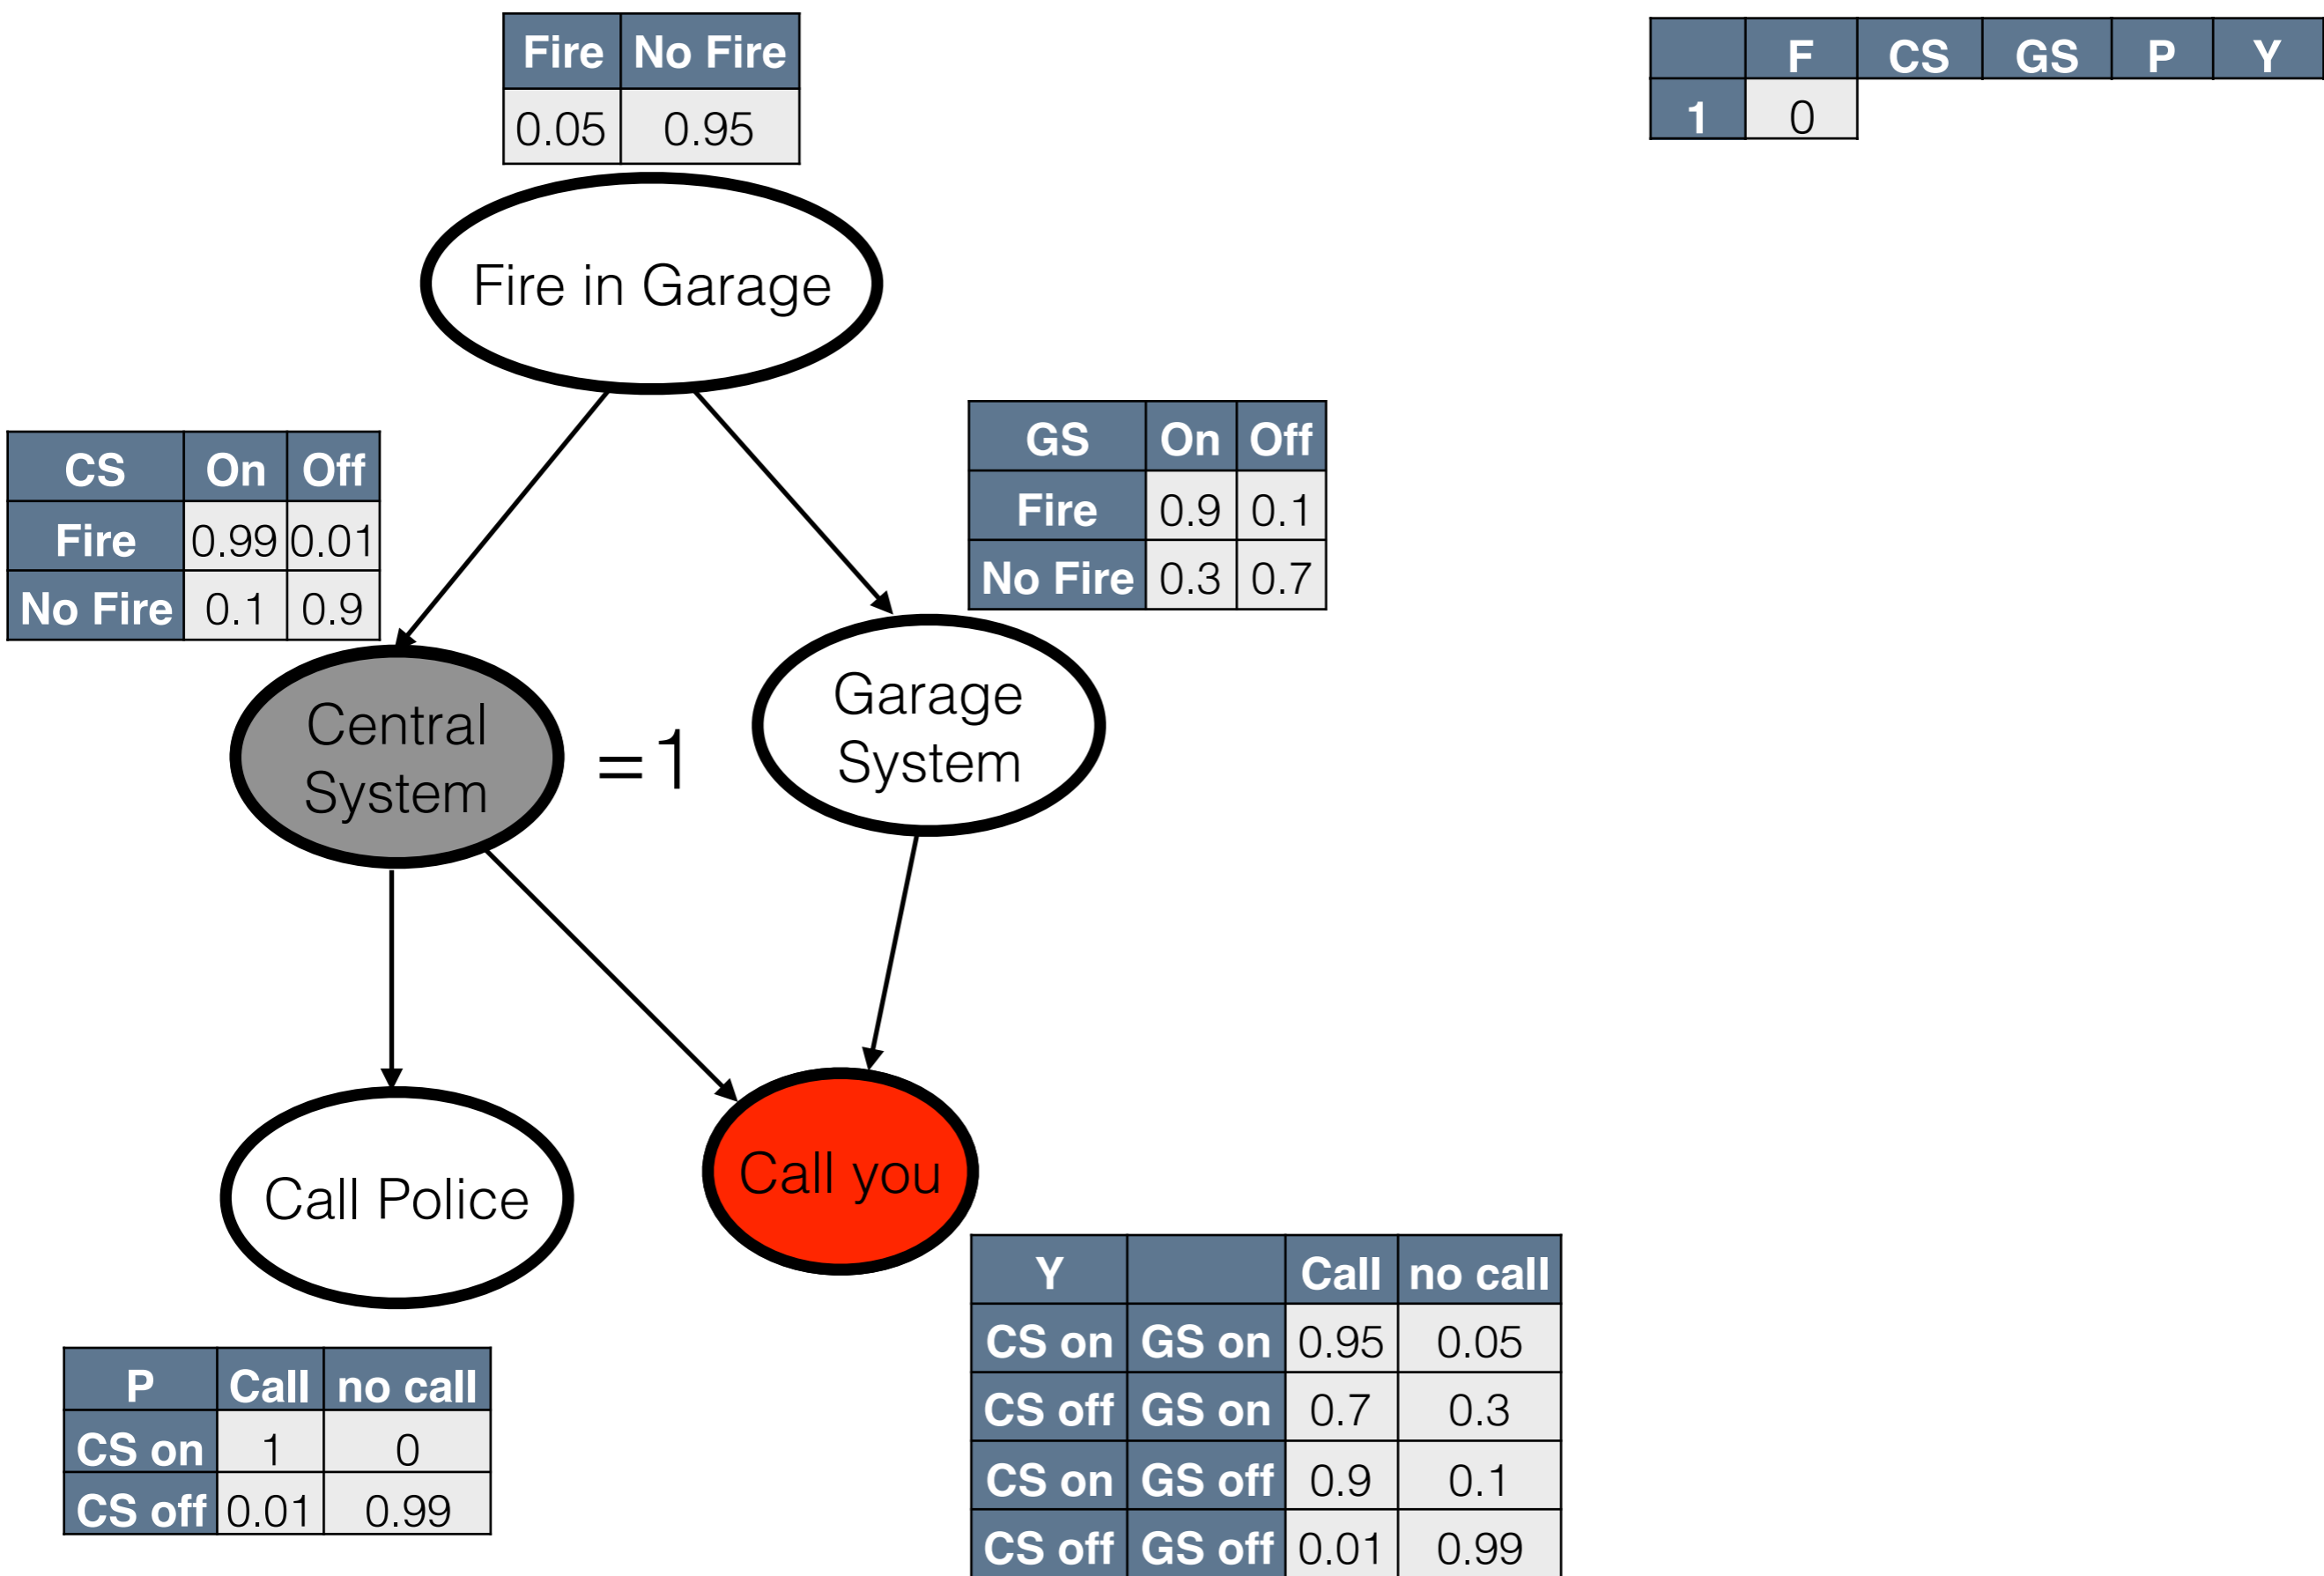 Fire No Fire
0.05 0.95
F CS GS P Y
1 0
Fire in Garage
CS On Off
Fire 0.99 0.01
No Fire 0.1 0.9
GS On Off
Fire 0.9 0.1
No Fire 0.3 0.7
Central
System
=1
Garage
System
Call Police
Call you
P Call no call
CS on 1 0
CS off 0.01 0.99
Y Call no call
CS on GS on 0.95 0.05
CS off GS on 0.7 0.3
CS on GS off 0.9 0.1
CS off GS off 0.01 0.99